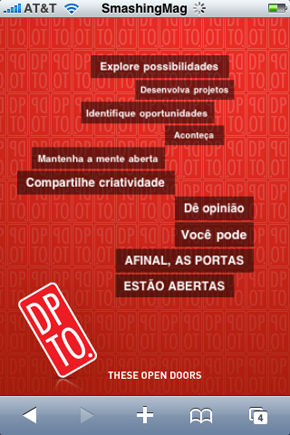 AT&T SmashingMag
Explore possibilidades
Desenvolva projetos
Identifique oportunidades
Aconteça
Mantenha a mente aberta
Compartilhe criatividade
Dê opinião
Você pode
AFINAL, AS PORTAS
ESTÃO ABERTAS
DP
TO.
THESE OPEN DOORS
4